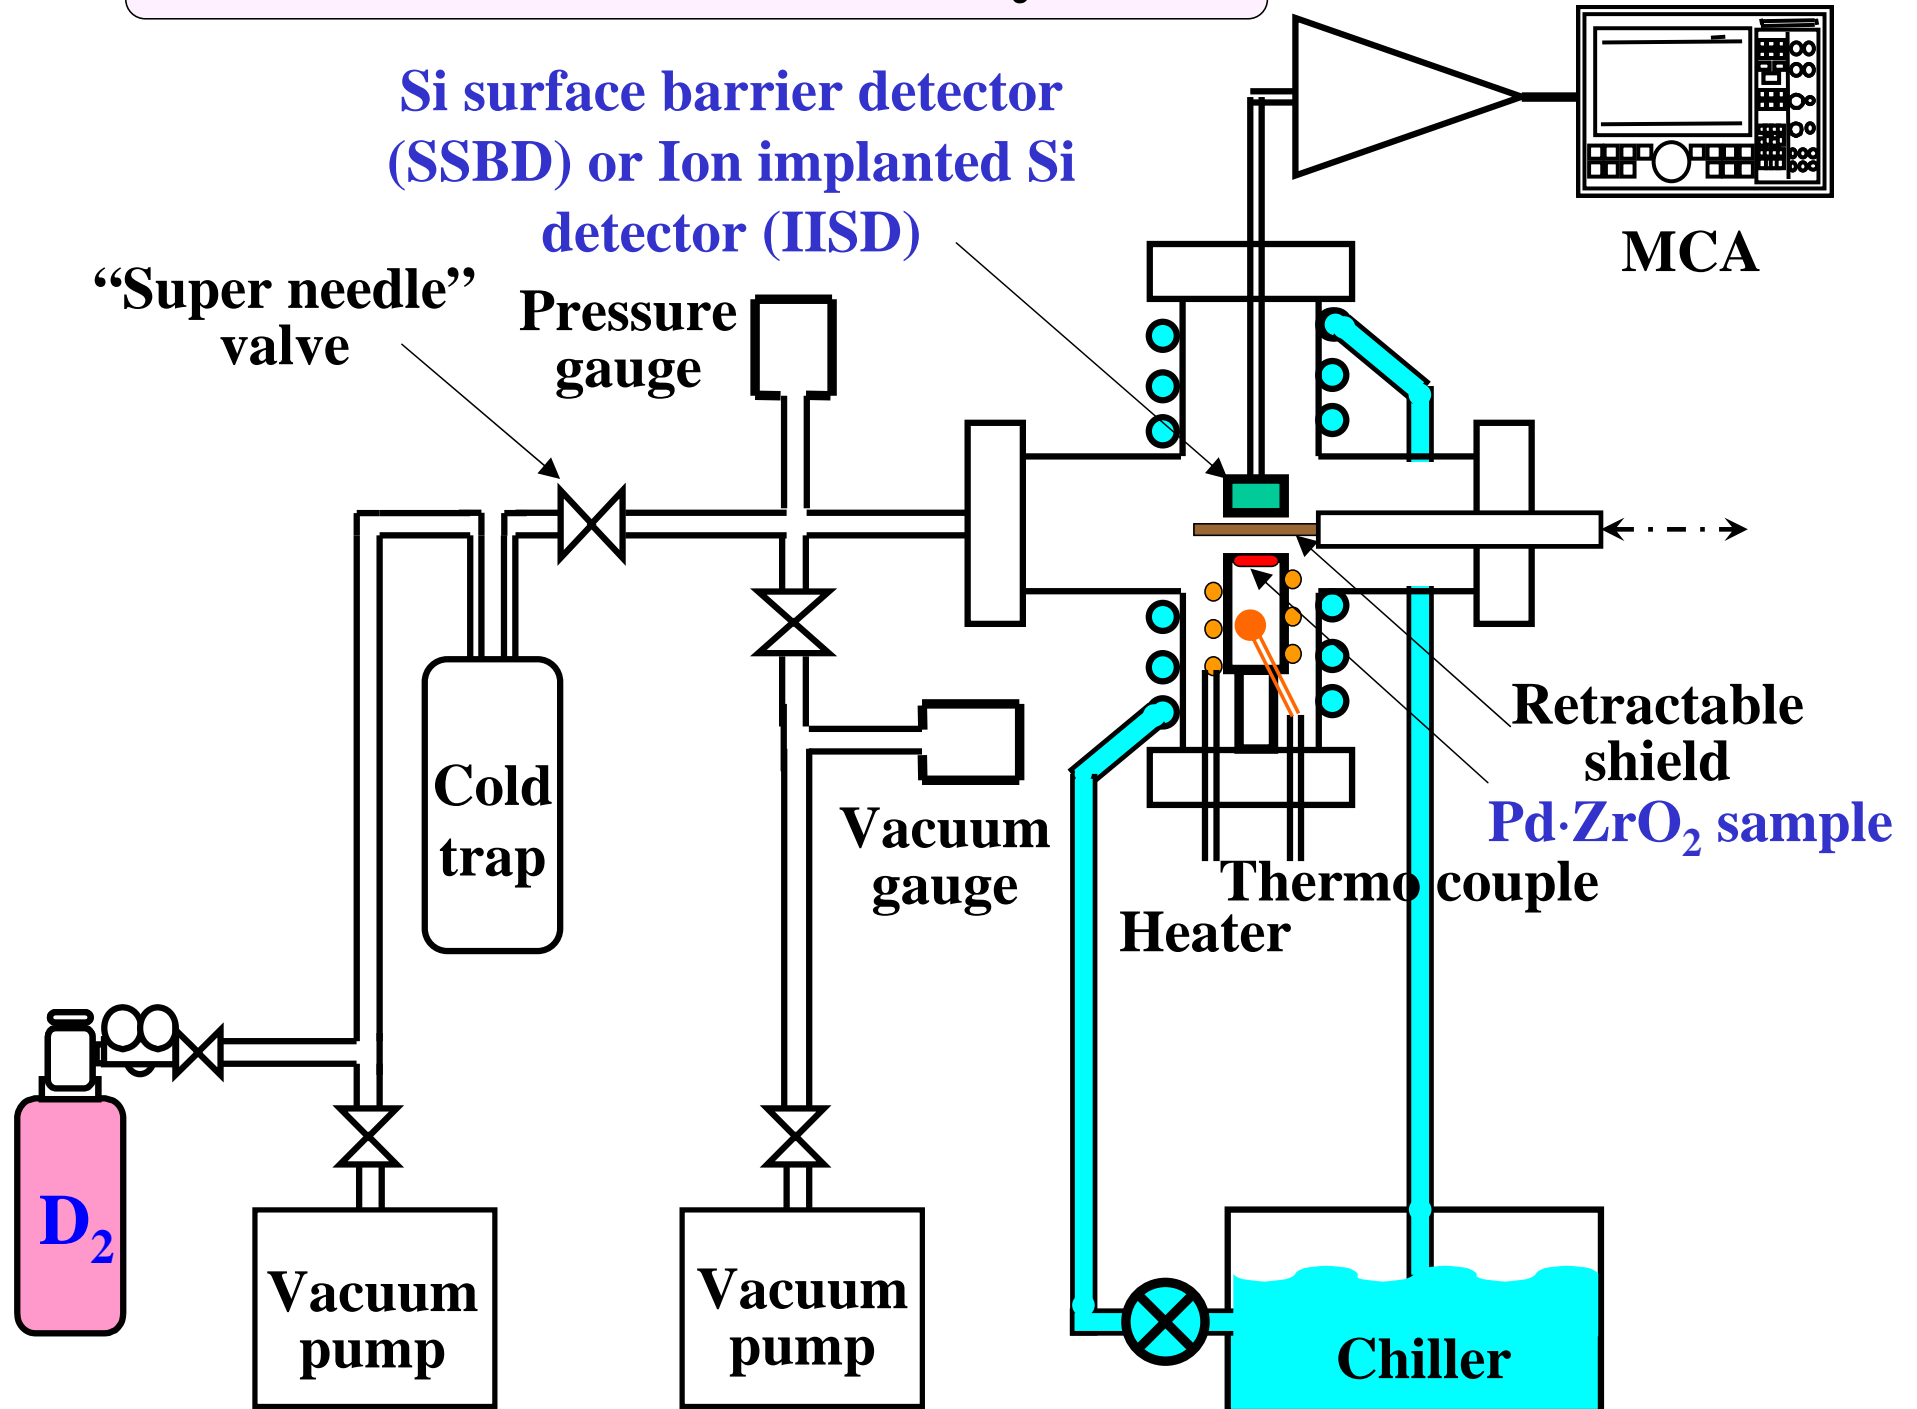 Si surface barrier detector
(SSBD) or Ion implanted Si
detector (IISD)
MCA
“Super needle”
valve
Pressure
gauge
Retractable
shield
Pd·ZrO₂ sample
Cold
trap
Vacuum
gauge
Thermo couple
Heater
D₂
Vacuum
pump
Vacuum
pump
Chiller